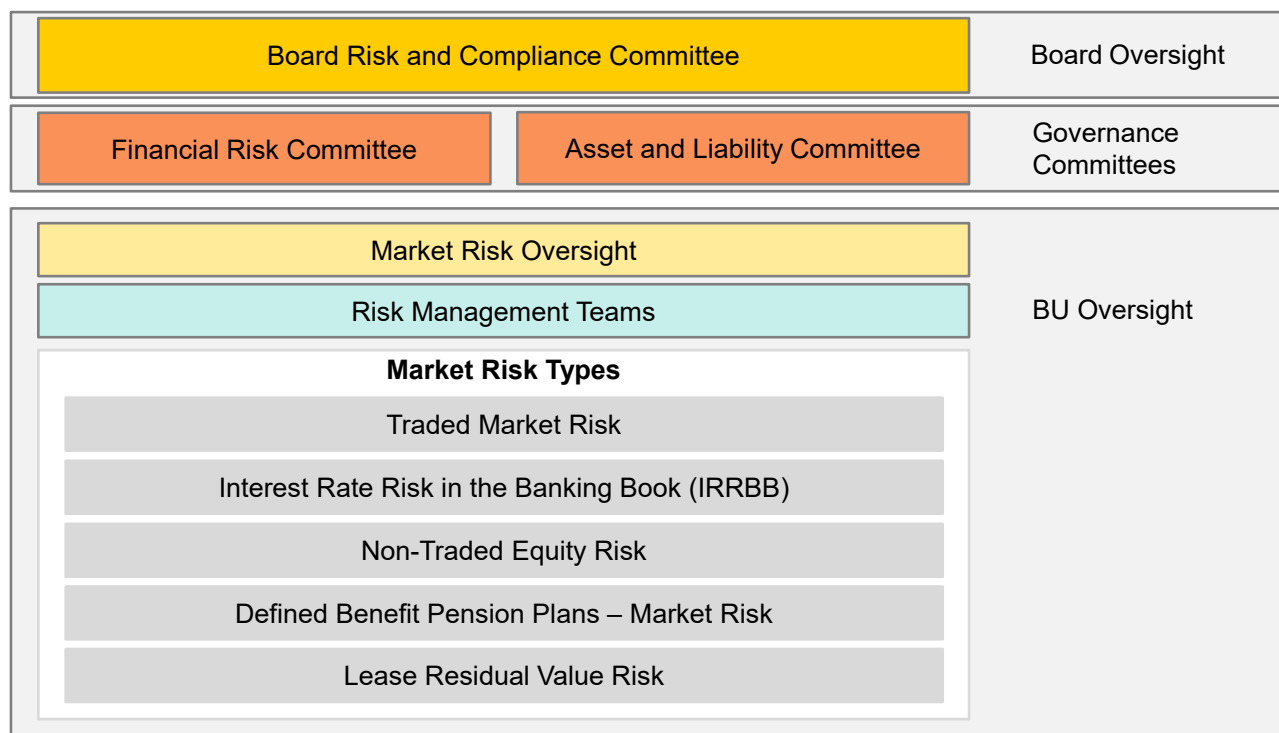 Board Risk and Compliance Committee
Board Oversight
Financial Risk Committee
Asset and Liability Committee
Governance
Committees
Market Risk Oversight
Risk Management Teams
BU Oversight
Market Risk Types
Traded Market Risk
Interest Rate Risk in the Banking Book (IRRBB)
Non-Traded Equity Risk
Defined Benefit Pension Plans – Market Risk
Lease Residual Value Risk